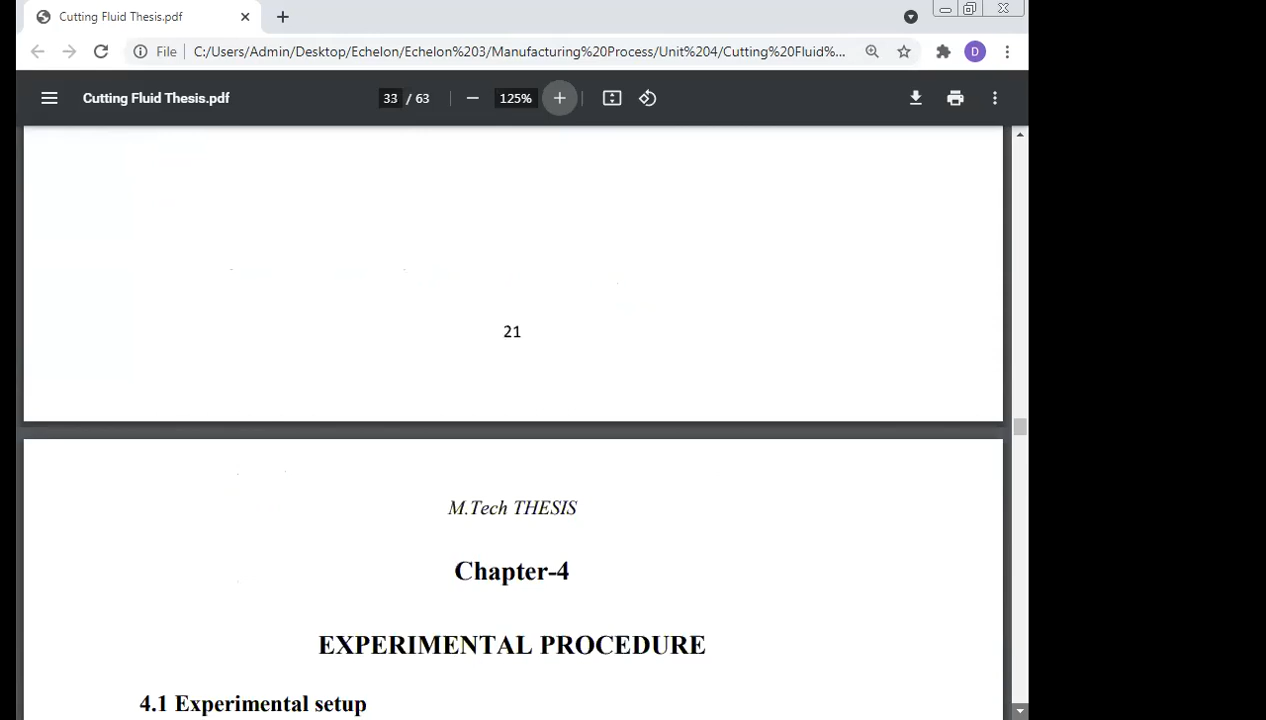 Cutting Fluid Thesis.pdf
File
C:/Users/Admin/Desktop/Echelon/Echelon%203/Manufacturing%20Process/Unit%204/Cutting%20Fluid%...
D
Cutting Fluid Thesis.pdf
33 / 63
125%
21
M.Tech THESIS
Chapter-4
EXPERIMENTAL PROCEDURE
4.1 Experimental setup